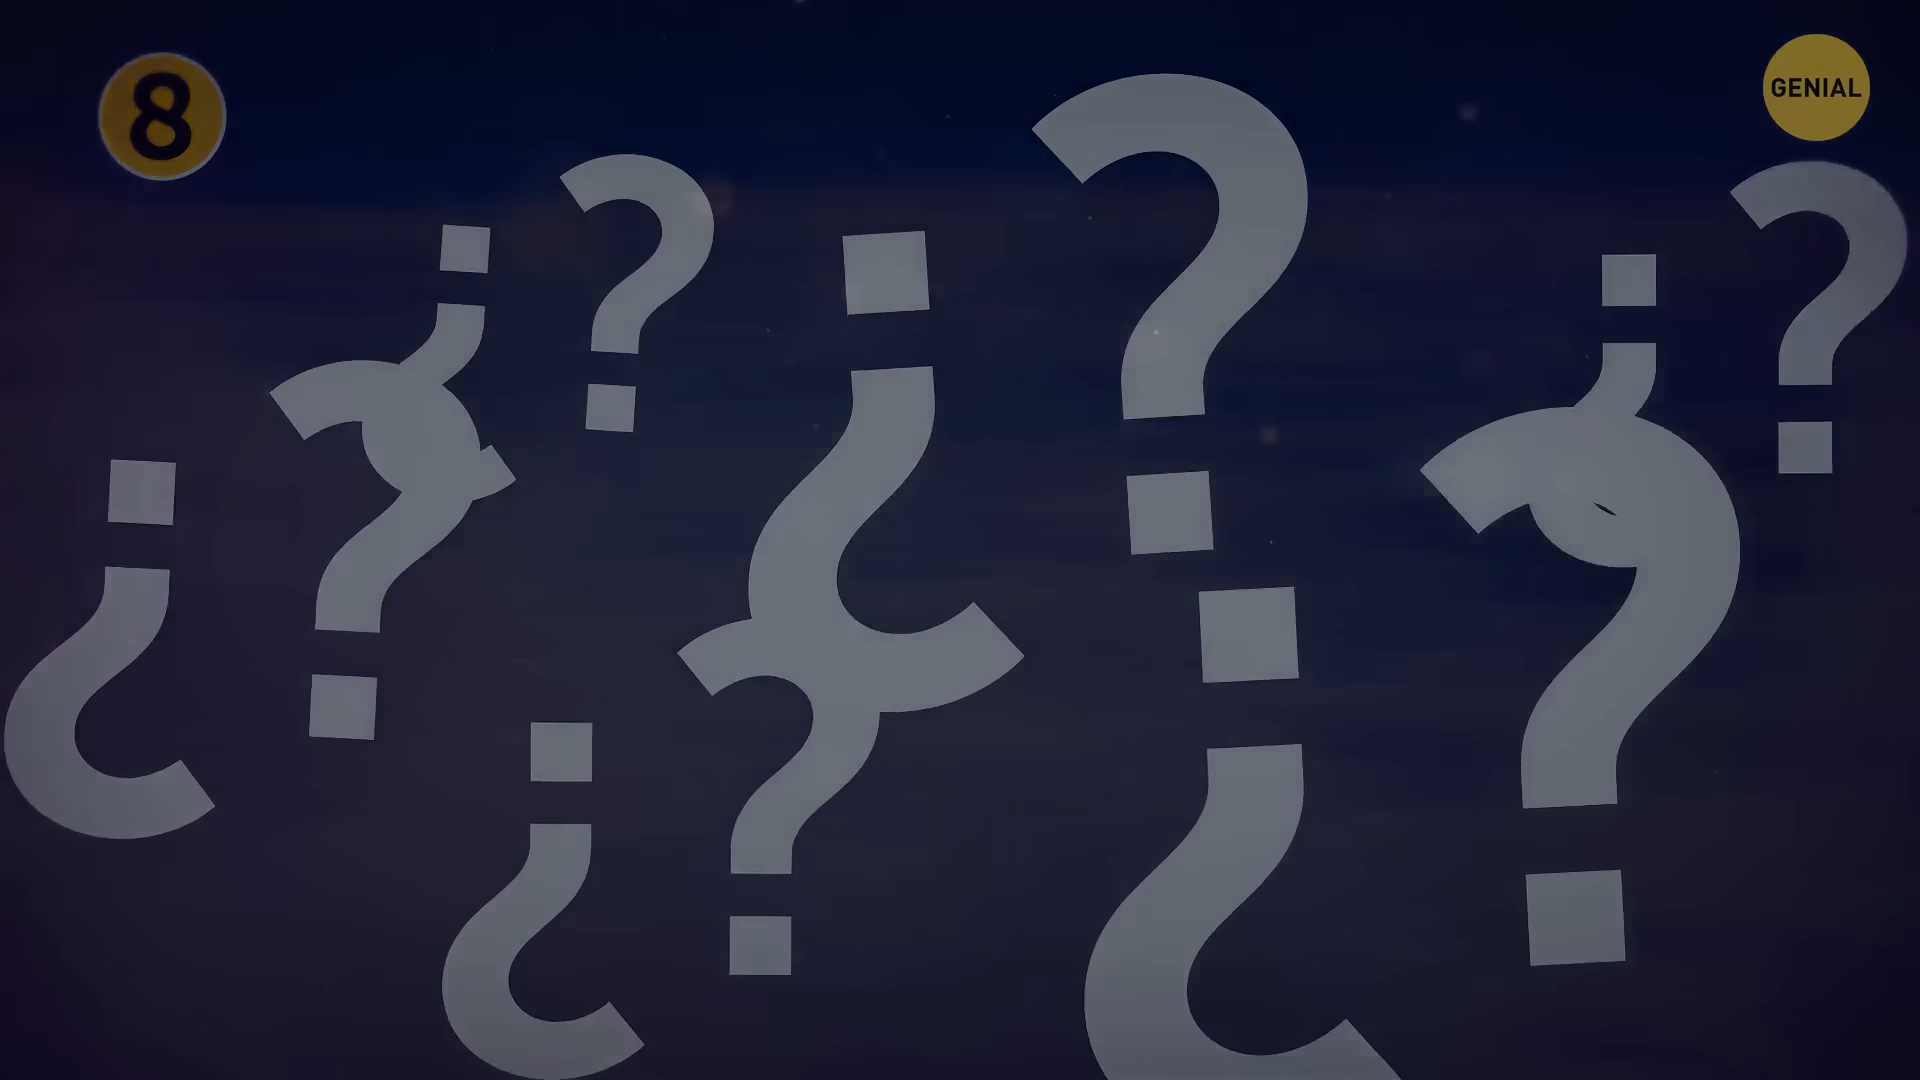 8
GENIAL
¿ ? ¿ ? ¿ ? ¿ ?
¿ ? ¿ ?